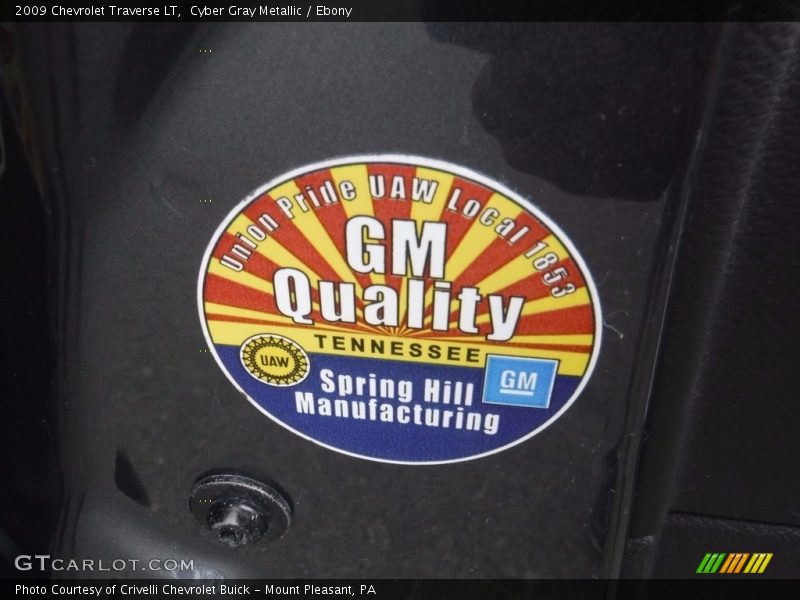 2009 Chevrolet Traverse LT,  Cyber Gray Metallic / Ebony
Union Pride UAW Local 1853
GM
Quality
TENNESSEE
UAW
GM
Spring Hill
Manufacturing
GTCARLOT.COM
Photo Courtesy of Crivelli Chevrolet Buick - Mount Pleasant, PA